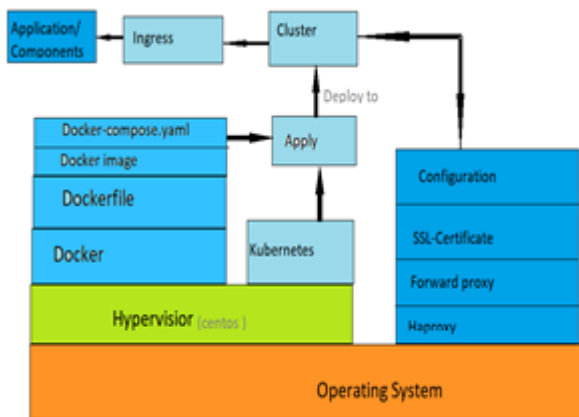 Application/
Components
Ingress
Cluster
Deploy to
Docker-compose.yaml
Apply
Docker image
Dockerfile
Configuration
SSL-Certificate
Docker
Kubernetes
Forward proxy
Hypervisior (centos )
Haproxy
Operating System